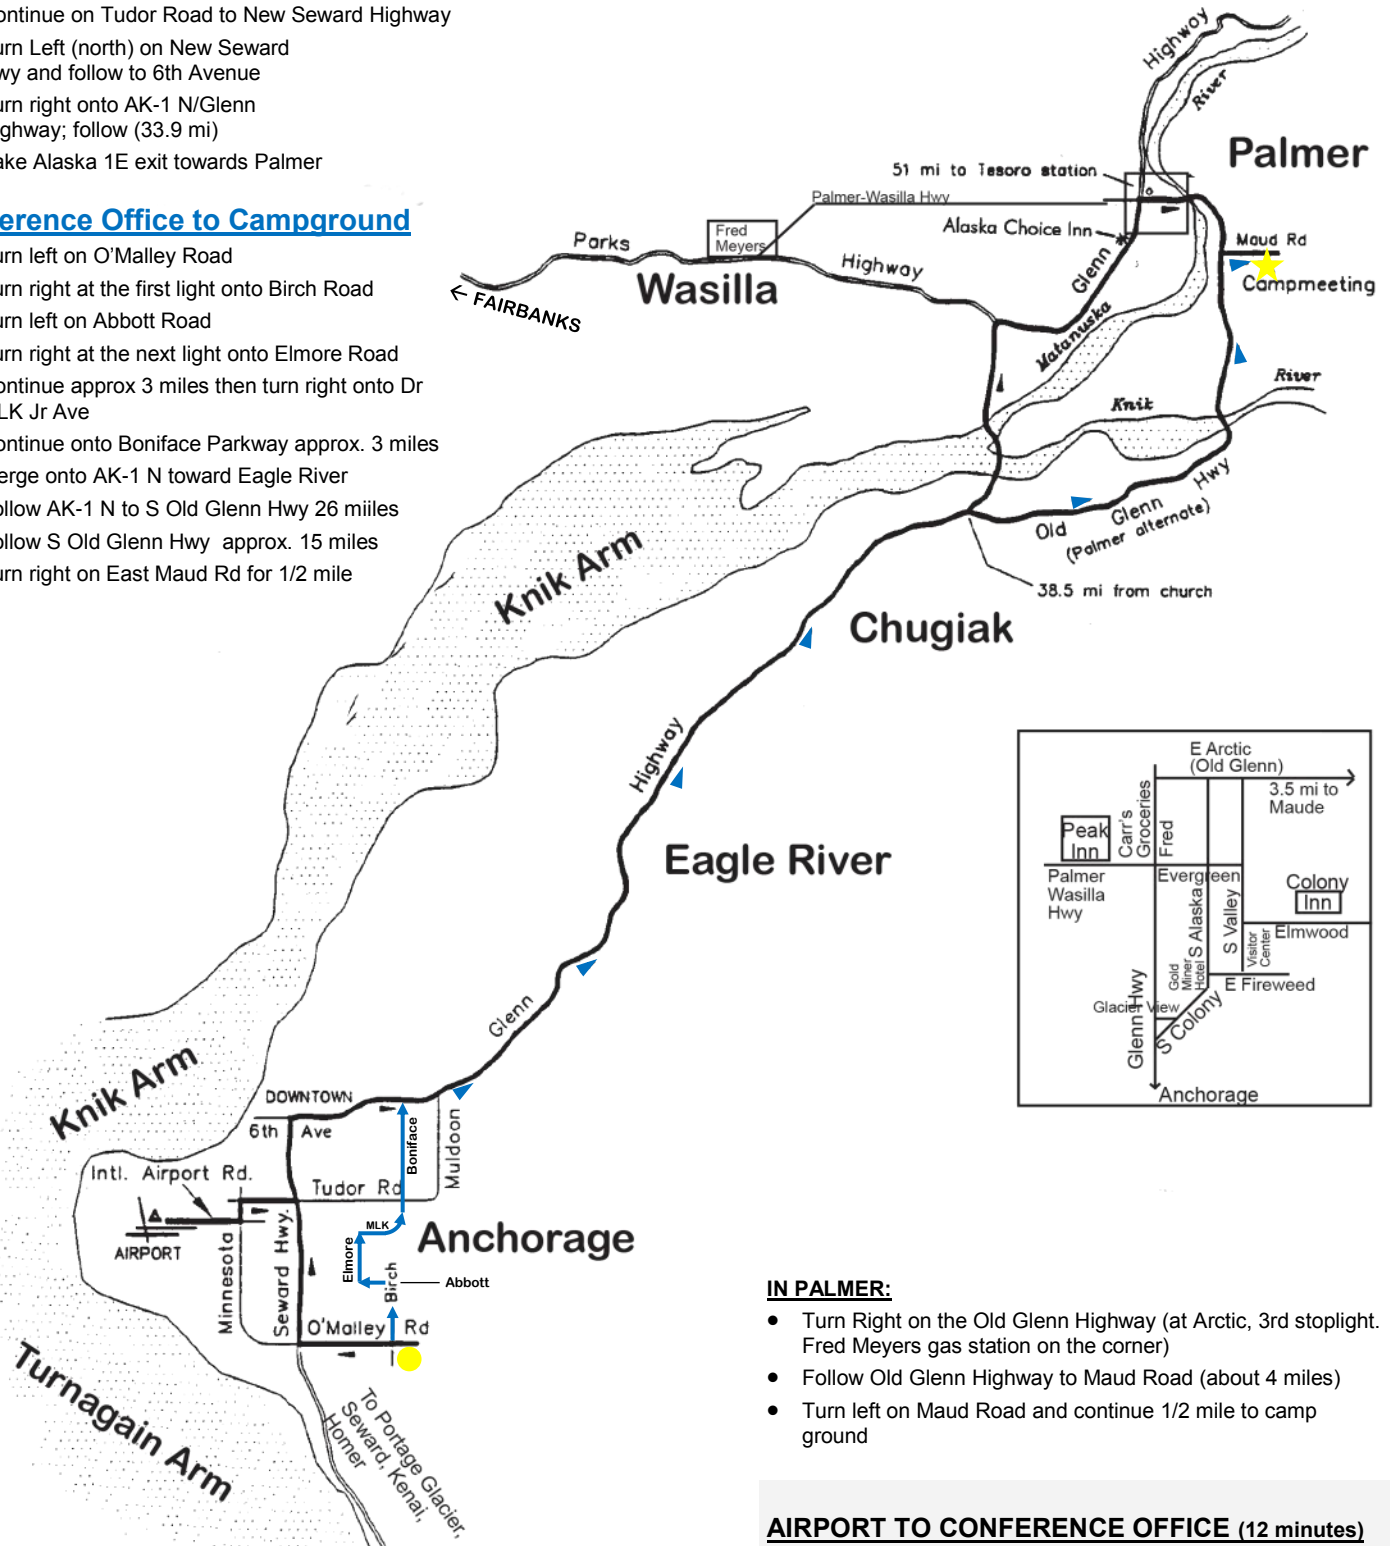 ontinue on Tudor Road to New Seward Highway
urn Left (north) on New Seward
wy and follow to 6th Avenue
urn right onto AK-1 N/Glenn
ighway; follow (33.9 mi)
ake Alaska 1E exit towards Palmer
erence Office to Campground
urn left on O'Malley Road
urn right at the first light onto Birch Road
urn left on Abbott Road
urn right at the next light onto Elmore Road
ontinue approx 3 miles then turn right onto Dr
LK Jr Ave
ontinue onto Boniface Parkway approx. 3 miles
erge onto AK-1 N toward Eagle River
ollow AK-1 N to S Old Glenn Hwy 26 miiles
ollow S Old Glenn Hwy approx. 15 miles
urn right on East Maud Rd for 1/2 mile
Highway
River
Palmer
51 mi to Tesoro station
Palmer-Wasilla Hwy
Alaska Choice Inn
Fred
Meyers
Parks
Highway
Wasilla
← FAIRBANKS
Glenn
Maud Rd
Campmeeting
Matanuska
River
Knik
Old
Glenn
Hwy
(Palmer alternate)
38.5 mi from church
Knik Arm
Chugiak
Highway
Eagle River
Glenn
E Arctic
(Old Glenn)
3.5 mi to
Maude
Carr's
Groceries
Fred
Peak
Inn
Evergreen
Palmer
Wasilla
Hwy
Colony
Inn
S Alaska
S Valley
Elmwood
Visitor
Center
Gold
Miner
Hotel
E Fireweed
Glacier View
Glenn Hwy
S Colony
Anchorage
Knik Arm
DOWNTOWN
6th Ave
Boniface
Muldoon
Intl. Airport Rd.
Tudor Rd
AIRPORT
Minnesota
Seward Hwy.
MLK
Anchorage
Elmore
Birch
Abbott
O'Malley Rd
Turnagain Arm
To Portage Glacier,
Seward, Kenai,
Homer
IN PALMER:
• Turn Right on the Old Glenn Highway (at Arctic, 3rd stoplight.
Fred Meyers gas station on the corner)
• Follow Old Glenn Highway to Maud Road (about 4 miles)
• Turn left on Maud Road and continue 1/2 mile to camp
ground
AIRPORT TO CONFERENCE OFFICE (12 minutes)